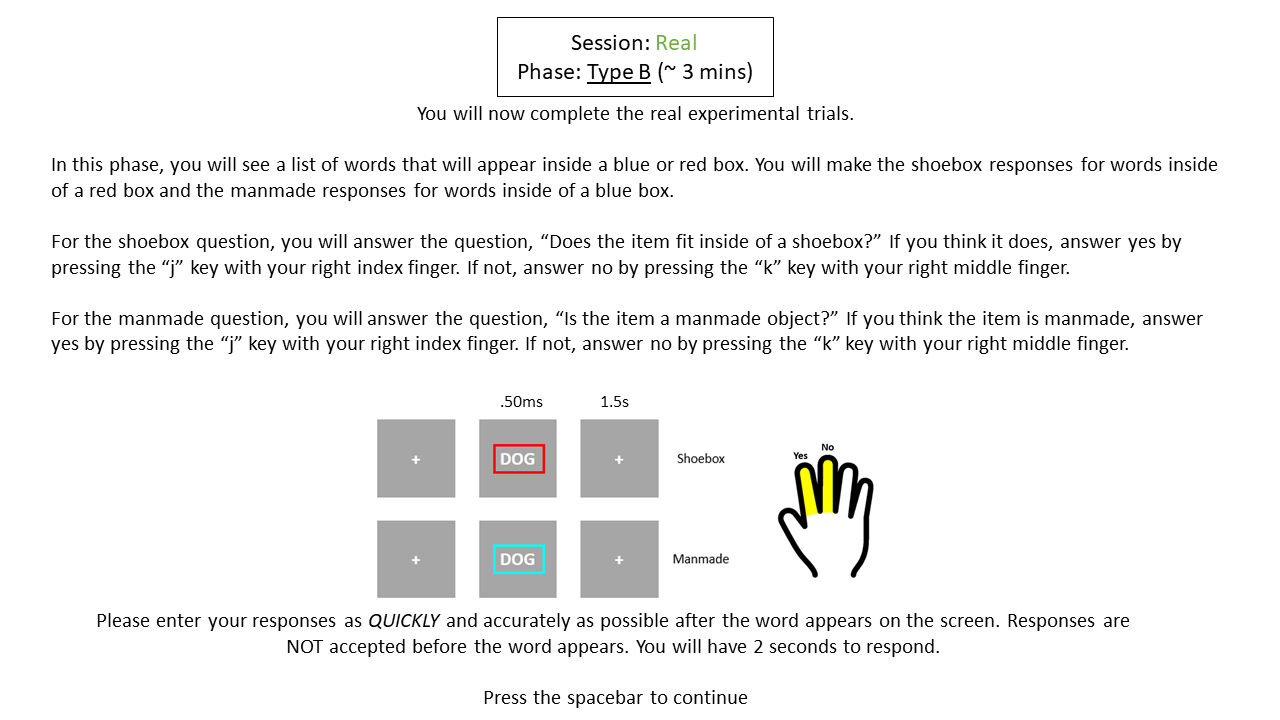 Session: Real
Phase: Type B (~ 3 mins)
You will now complete the real experimental trials.
In this phase, you will see a list of words that will appear inside a blue or red box. You will make the shoebox responses for words inside
of a red box and the manmade responses for words inside of a blue box.
For the shoebox question, you will answer the question, “Does the item fit inside of a shoebox?” If you think it does, answer yes by
pressing the “j” key with your right index finger. If not, answer no by pressing the “k” key with your right middle finger.
For the manmade question, you will answer the question, “Is the item a manmade object?” If you think the item is manmade, answer
yes by pressing the “j” key with your right index finger. If not, answer no by pressing the “k” key with your right middle finger.
.50ms 1.5s
+ DOG + Shoebox
Yes No
+ DOG + Manmade
Please enter your responses as QUICKLY and accurately as possible after the word appears on the screen. Responses are
NOT accepted before the word appears. You will have 2 seconds to respond.
Press the spacebar to continue